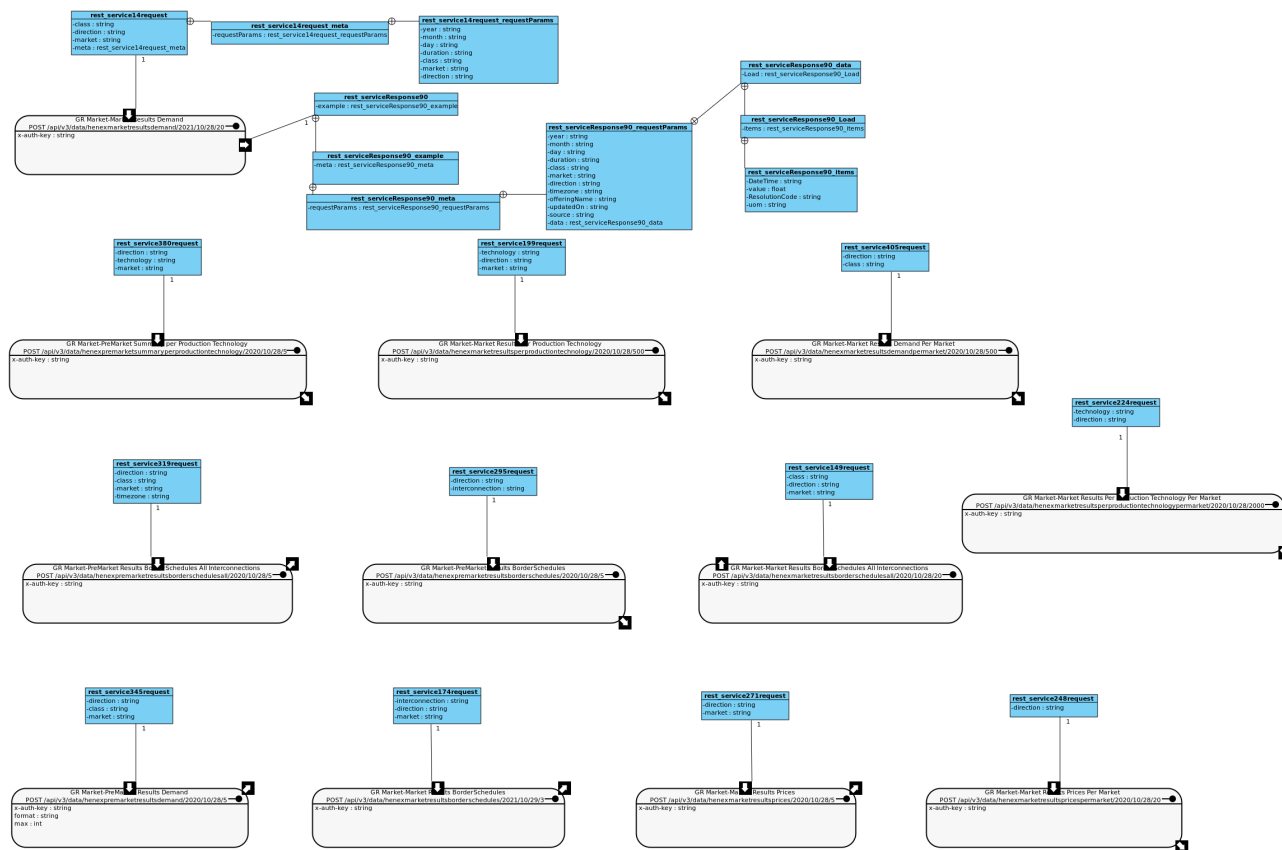 rest_service14request
-class : string
-direction : string
-market : string
-meta : rest_service14request_meta
1
rest_service14request_meta
-requestParams : rest_service14request_requestParams
rest_service14request_requestParams
-year : string
-month : string
-day : string
-duration : string
-class : string
-market : string
-direction : string
GR Market-Mar Results Demand
POST /api/v3/data/henexmarketresultsdemand/2021/10/28/20
x-auth-key : string
rest_serviceResponse90
-example : rest_serviceResponse90_example
1
rest_serviceResponse90_example
-meta : rest_serviceResponse90_meta
rest_serviceResponse90_meta
-requestParams : rest_serviceResponse90_requestParams
rest_serviceResponse90_requestParams
-year : string
-month : string
-day : string
-duration : string
-class : string
-market : string
-direction : string
-timezone : string
-offeringName : string
-updatedOn : string
-source : string
-data : rest_serviceResponse90_data
rest_serviceResponse90_data
-Load : rest_serviceResponse90_Load
rest_serviceResponse90_Load
-items : rest_serviceResponse90_items
rest_serviceResponse90_items
-DateTime : string
-value : float
-ResolutionCode : string
-uom : string
rest_service380request
-direction : string
-technology : string
-market : string
1
GR Market-PreMarket Sum per Production Technology
POST /api/v3/data/henexpremarketsummaryperproductiontechnology/2020/10/28/5
x-auth-key : string
rest_service199request
-technology : string
-direction : string
-market : string
1
GR Market-Market Resul Production Technology
POST /api/v3/data/henexmarketresultsperproductiontechnology/2020/10/28/500
x-auth-key : string
rest_service405request
-direction : string
-class : string
1
GR Market-Market Re Demand Per Market
POST /api/v3/data/henexmarketresultsdemandpermarket/2020/10/28/500
x-auth-key : string
rest_service224request
-technology : string
-direction : string
1
GR Market-Market Results Per uction Technology Per Market
POST /api/v3/data/henexmarketresultsperproductiontechnologypermarket/2020/10/28/2000
x-auth-key : string
rest_service319request
-direction : string
-class : string
-market : string
-timezone : string
1
GR Market-PreMarket Results BorderSchedules All Interconnections
POST /api/v3/data/henexpremarketresultsborderschedulesall/2020/10/28/5
x-auth-key : string
rest_service295request
-direction : string
-interconnection : string
1
GR Market-PreMarket Results BorderSchedules
POST /api/v3/data/henexpremarketresultsborderschedules/2020/10/28/5
x-auth-key : string
rest_service149request
-class : string
-direction : string
-market : string
1
GR Market-Market Results Bor Schedules All Interconnections
POST /api/v3/data/henexmarketresultsborderschedulesall/2020/10/28/20
x-auth-key : string
rest_service345request
-direction : string
-class : string
-market : string
1
GR Market-PreMa Results Demand
POST /api/v3/data/henexpremarketresultsdemand/2020/10/28/5
x-auth-key : string
format : string
max : int
rest_service174request
-interconnection : string
-direction : string
-market : string
1
GR Market-Market R ts BorderSchedules
POST /api/v3/data/henexmarketresultsborderschedules/2021/10/29/3
x-auth-key : string
rest_service271request
-direction : string
-market : string
1
GR Market-Mar Results Prices
POST /api/v3/data/henexmarketresultsprices/2020/10/28/5
x-auth-key : string
rest_service248request
-direction : string
1
GR Market-Market R ts Prices Per Market
POST /api/v3/data/henexmarketresultspricespermarket/2020/10/28/20
x-auth-key : string